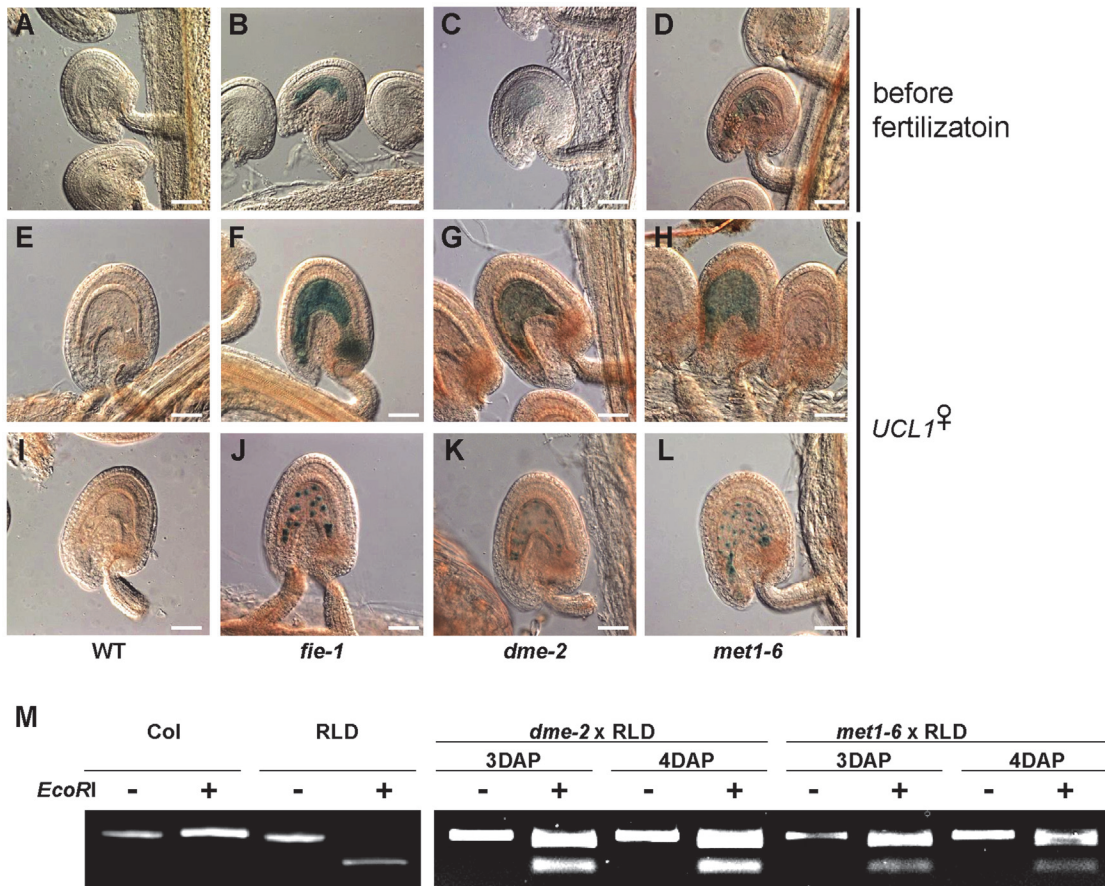 A B C D
before
fertilizatoin
E F G H
UCL1♀
I J K L
WT fie-1 dme-2 met1-6
M
Col RLD dme-2 x RLD met1-6 x RLD
3DAP 4DAP 3DAP 4DAP
EcoRI - + - + - + - + - + - +